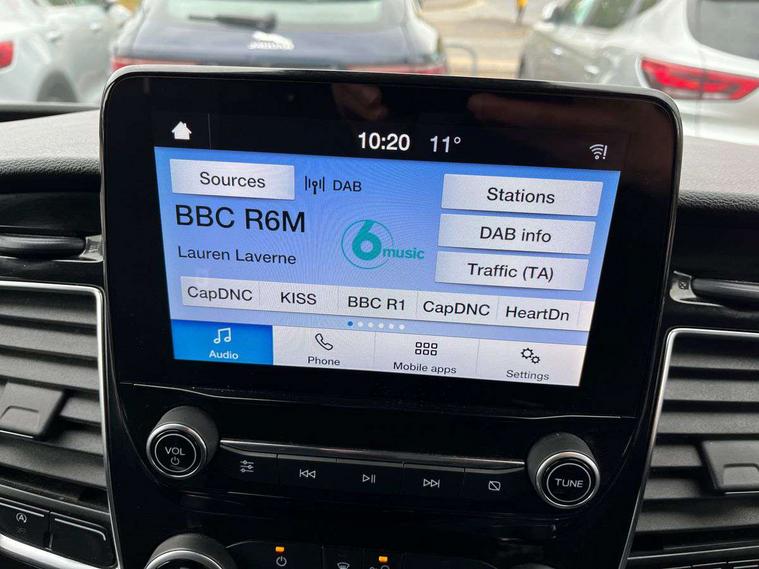 10:20 11°
Sources DAB
Stations
BBC R6M
6 music
DAB info
Lauren Laverne
Traffic (TA)
CapDNC KISS BBC R1 CapDNC HeartDn
Audio Phone Mobile apps Settings
VOL
TUNE